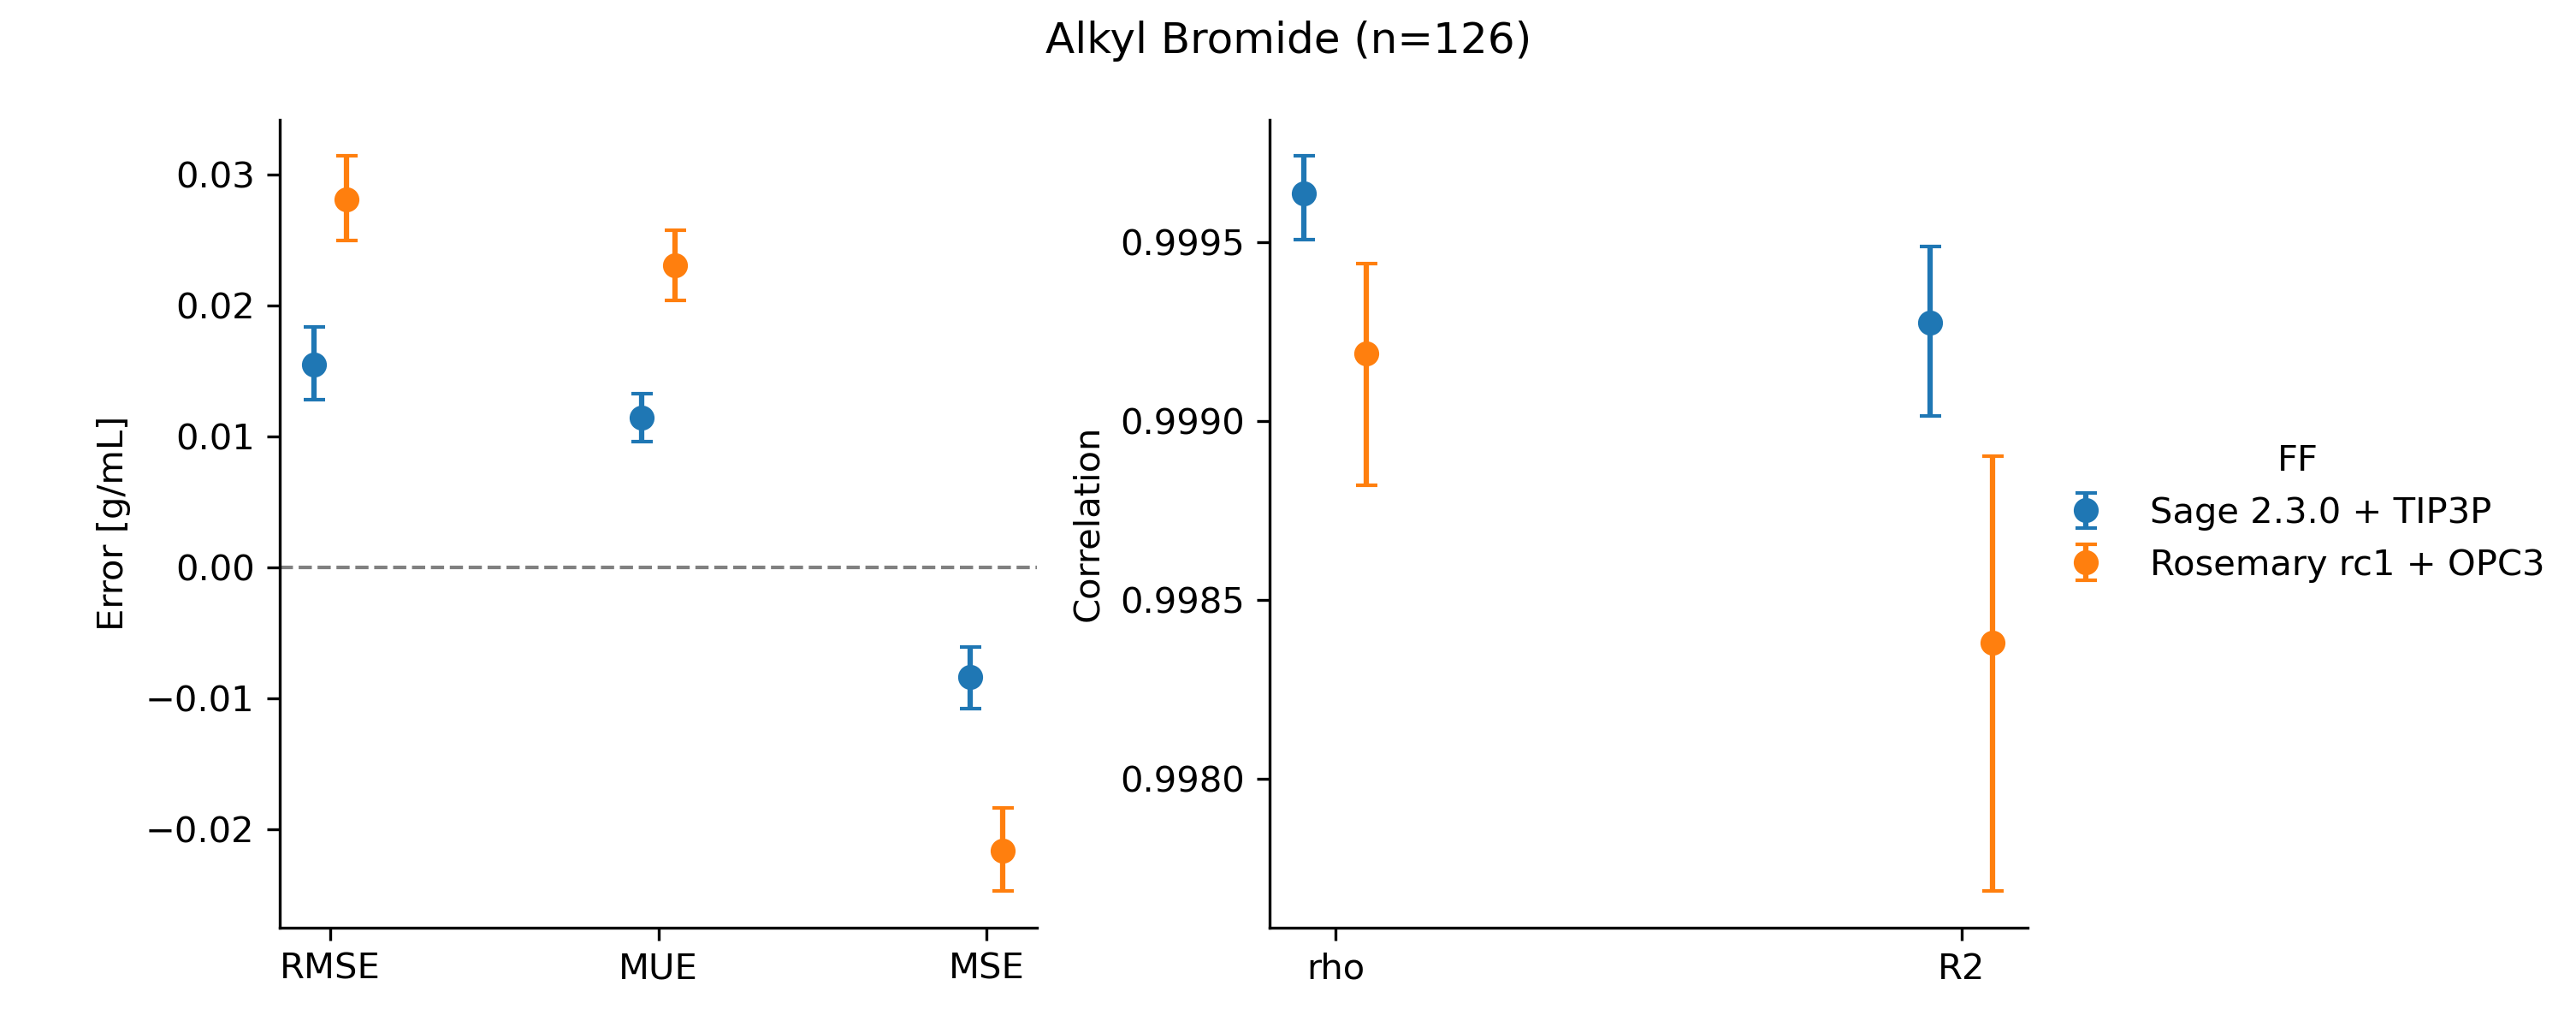 Alkyl Bromide (n=126)
Error [g/mL]
0.03
0.02
0.01
0.00
−0.01
−0.02
RMSE
MUE
MSE
Correlation
0.9995
0.9990
0.9985
0.9980
rho
R2
FF
Sage 2.3.0 + TIP3P
Rosemary rc1 + OPC3